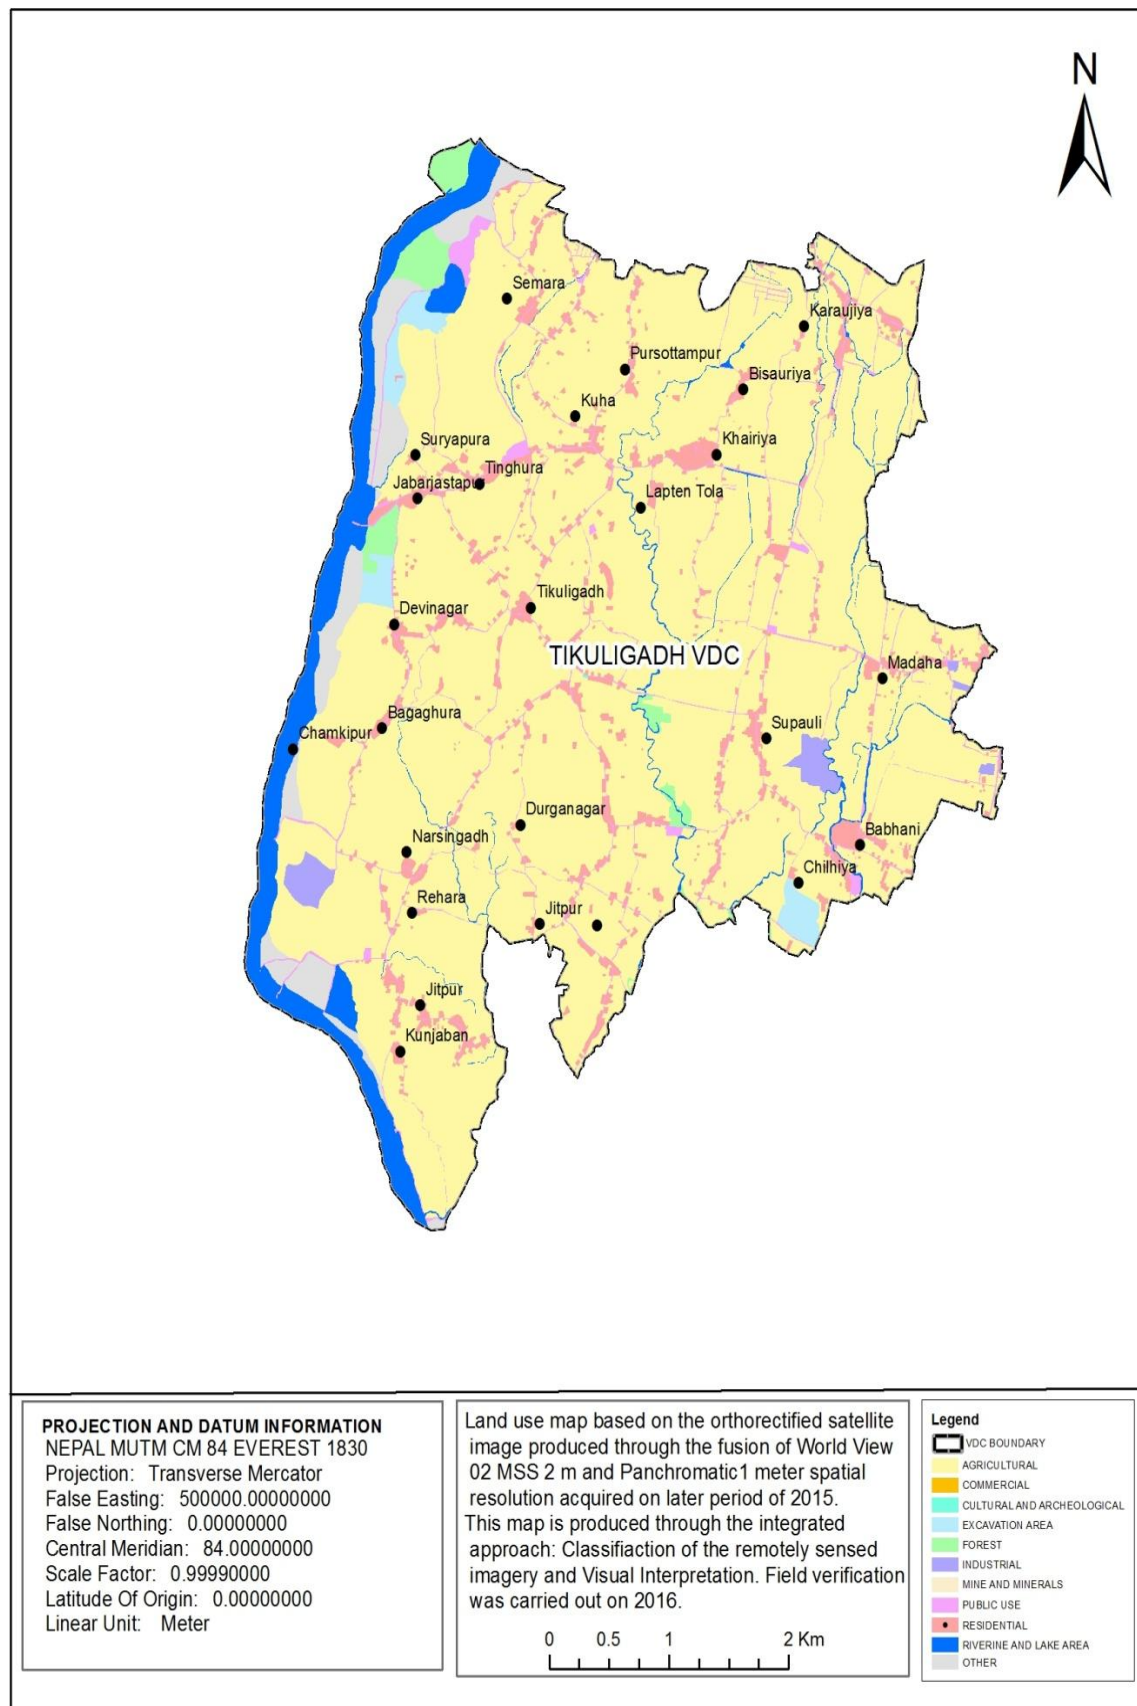 N
Semara
Karaujiya
Pursottampur
Bisauriya
Kuha
Suryapura
Khairiya
Tinghura
Jabarjastapur
Lapten Tola
Tikuligadh
Devinagar
TIKULIGADH VDC
Madaha
Bagaghura
Supauli
Chamkipur
Durganagar
Narsingadh
Babhani
Chilhiya
Rehara
Jitpur
Jitpur
Kunjaban
PROJECTION AND DATUM INFORMATION
NEPAL MUTM CM 84 EVEREST 1830
Projection: Transverse Mercator
False Easting: 500000.00000000
False Northing: 0.00000000
Central Meridian: 84.00000000
Scale Factor: 0.99990000
Latitude Of Origin: 0.00000000
Linear Unit: Meter
Land use map based on the orthorectified satellite
image produced through the fusion of World View
02 MSS 2 m and Panchromatic1 meter spatial
resolution acquired on later period of 2015.
This map is produced through the integrated
approach: Classifiaction of the remotely sensed
imagery and Visual Interpretation. Field verification
was carried out on 2016.
0 0.5 1 2 Km
Legend
VDC BOUNDARY
AGRICULTURAL
COMMERCIAL
CULTURAL AND ARCHEOLOGICAL
EXCAVATION AREA
FOREST
INDUSTRIAL
MINE AND MINERALS
PUBLIC USE
RESIDENTIAL
RIVERINE AND LAKE AREA
OTHER